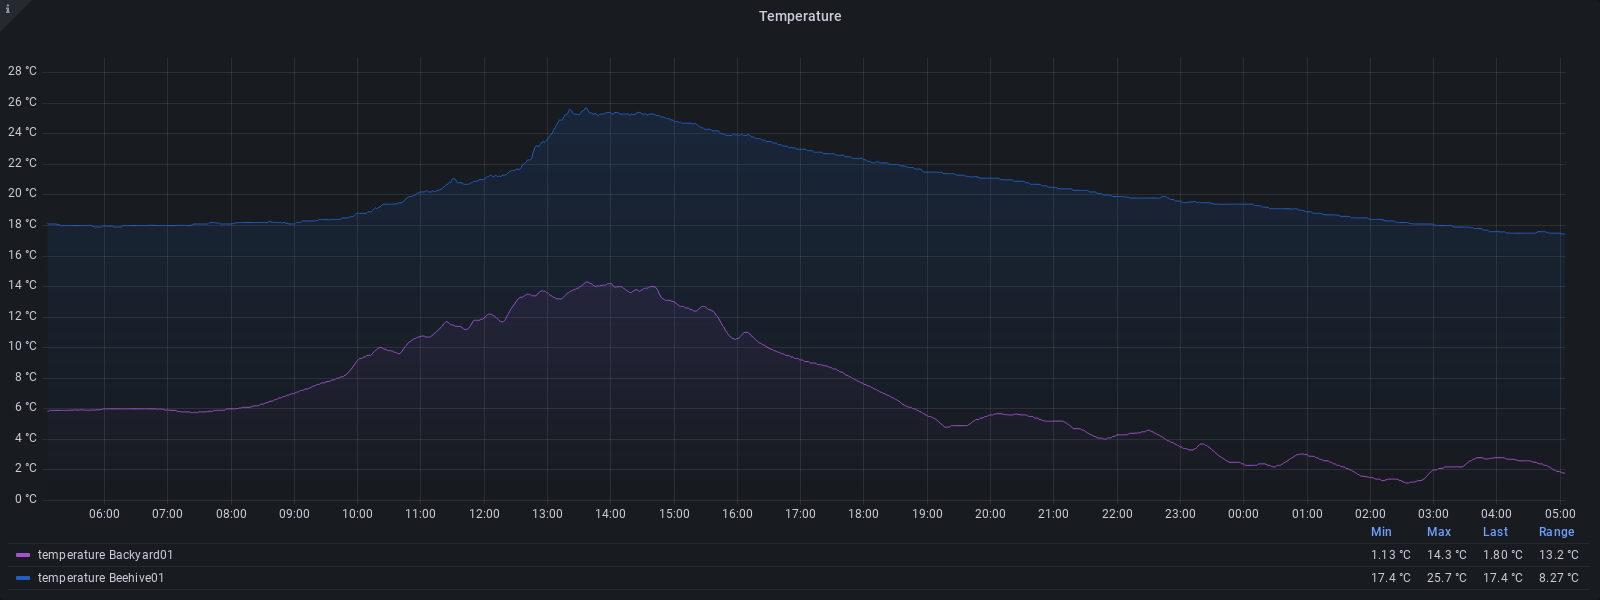 i
Temperature
28 °C
26 °C
24 °C
22 °C
20 °C
18 °C
16 °C
14 °C
12 °C
10 °C
8 °C
6 °C
4 °C
2 °C
0 °C
06:00 07:00 08:00 09:00 10:00 11:00 12:00 13:00 14:00 15:00 16:00 17:00 18:00 19:00 20:00 21:00 22:00 23:00 00:00 01:00 02:00 03:00 04:00 05:00
Min Max Last Range
temperature Backyard01 1.13 °C 14.3 °C 1.80 °C 13.2 °C
temperature Beehive01 17.4 °C 25.7 °C 17.4 °C 8.27 °C